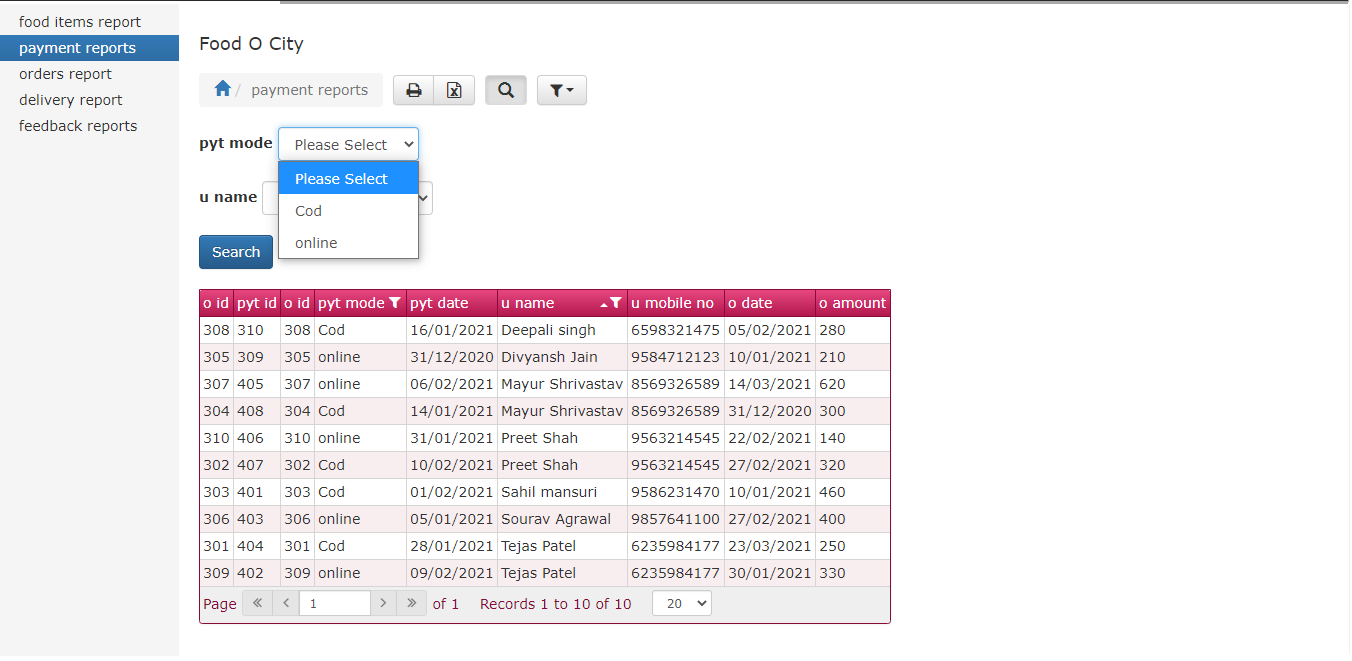 food items report
payment reports
orders report
delivery report
feedback reports
Food O City
/ payment reports
pyt mode Please Select
Please Select
Cod
online
u name
Search
o id pyt id o id pyt mode pyt date u name u mobile no o date o amount
308 310 308 Cod 16/01/2021 Deepali singh 6598321475 05/02/2021 280
305 309 305 online 31/12/2020 Divyansh Jain 9584712123 10/01/2021 210
307 405 307 online 06/02/2021 Mayur Shrivastav 8569326589 14/03/2021 620
304 408 304 Cod 14/01/2021 Mayur Shrivastav 8569326589 31/12/2020 300
310 406 310 online 31/01/2021 Preet Shah 9563214545 22/02/2021 140
302 407 302 Cod 10/02/2021 Preet Shah 9563214545 27/02/2021 320
303 401 303 Cod 01/02/2021 Sahil mansuri 9586231470 10/01/2021 460
306 403 306 online 05/01/2021 Sourav Agrawal 9857641100 27/02/2021 400
301 404 301 Cod 28/01/2021 Tejas Patel 6235984177 23/03/2021 250
309 402 309 online 09/02/2021 Tejas Patel 6235984177 30/01/2021 330
Page 1 of 1 Records 1 to 10 of 10 20